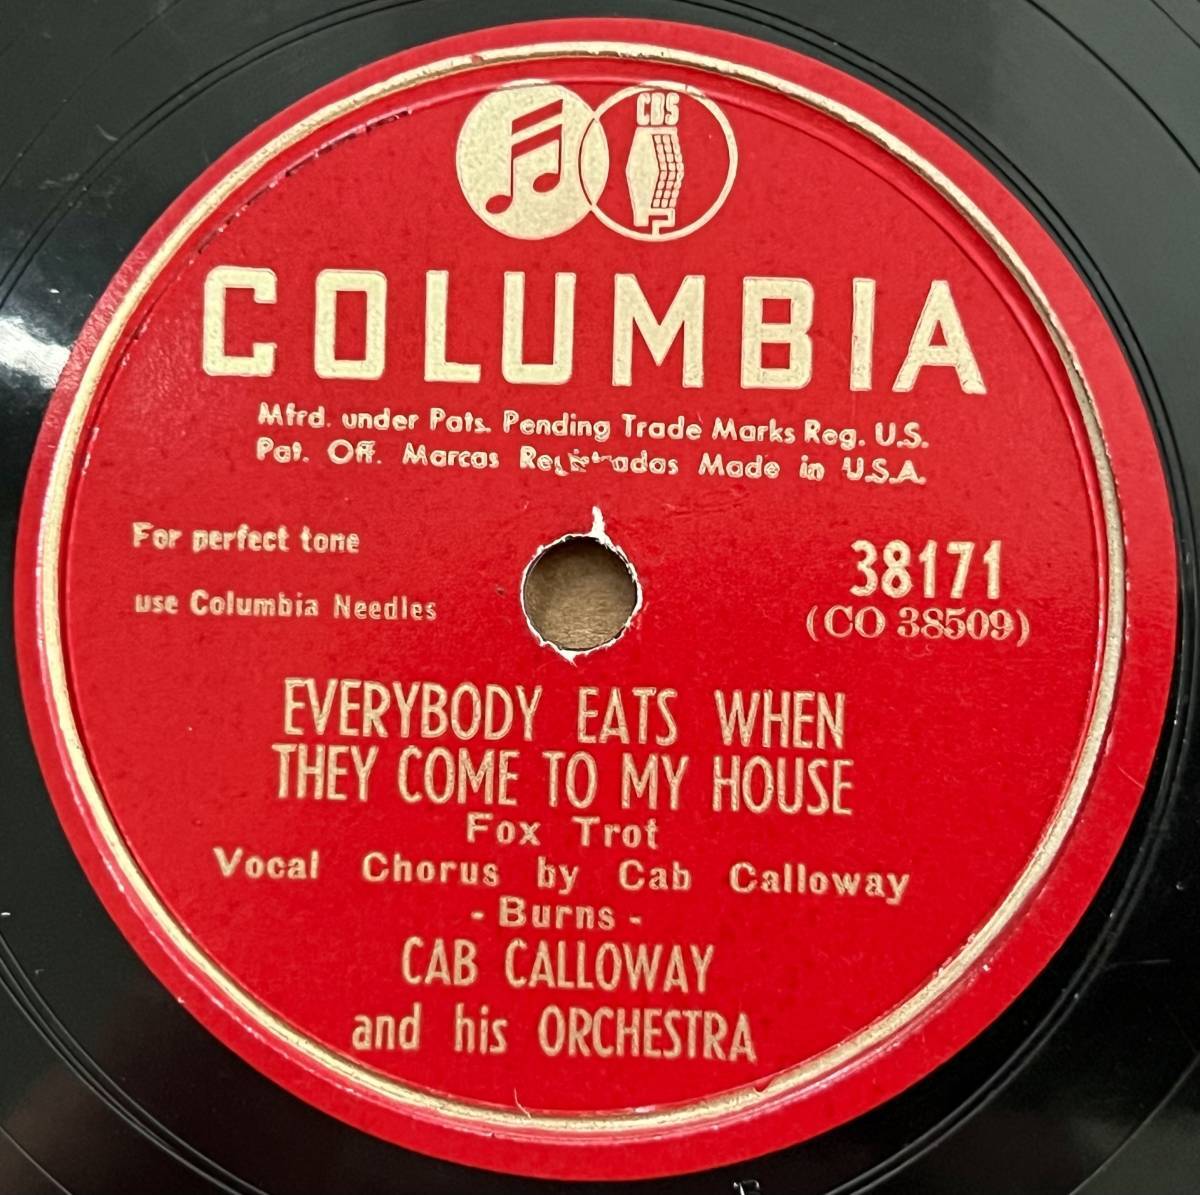 CBS
COLUMBIA
Mfrd. under Pats. Pending Trade Marks Reg. U.S.
Pat. Off. Marcas Registradas Made in U.S.A.
For perfect tone
use Columbia Needles
38171
(CO 38509)
EVERYBODY EATS WHEN
THEY COME TO MY HOUSE
Fox Trot
Vocal Chorus by Cab Calloway
- Burns -
CAB CALLOWAY
and his ORCHESTRA